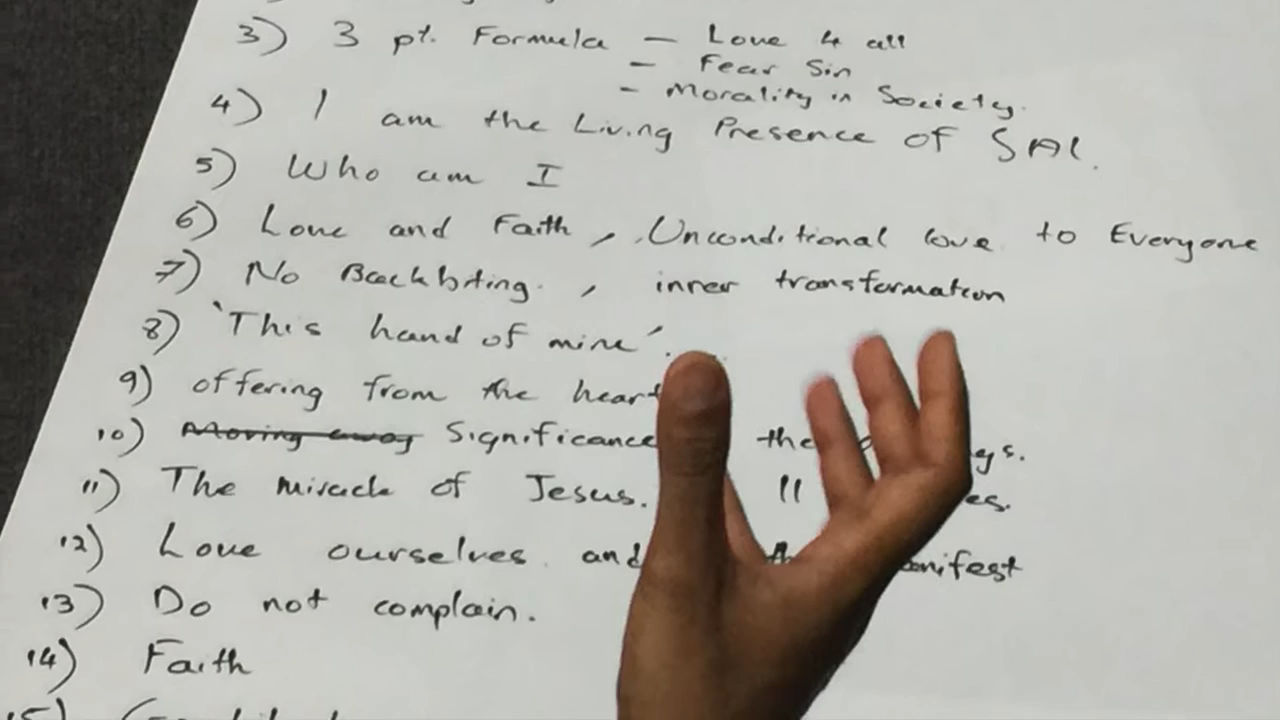 3) 3 pt. Formula — Love 4 all
— Fear Sin
- Morality in Society.
4) I am the Living Presence of SAI.
5) Who am I
6) Love and Faith, Unconditional love to Everyone
7) No Backbiting, inner transformation
8) 'This hand of mine'.
9) offering from the heart
10) Moving away Significance the
11) The miracle of Jesus. 11
12) Love ourselves and
13) Do not complain.
14) Faith
15)